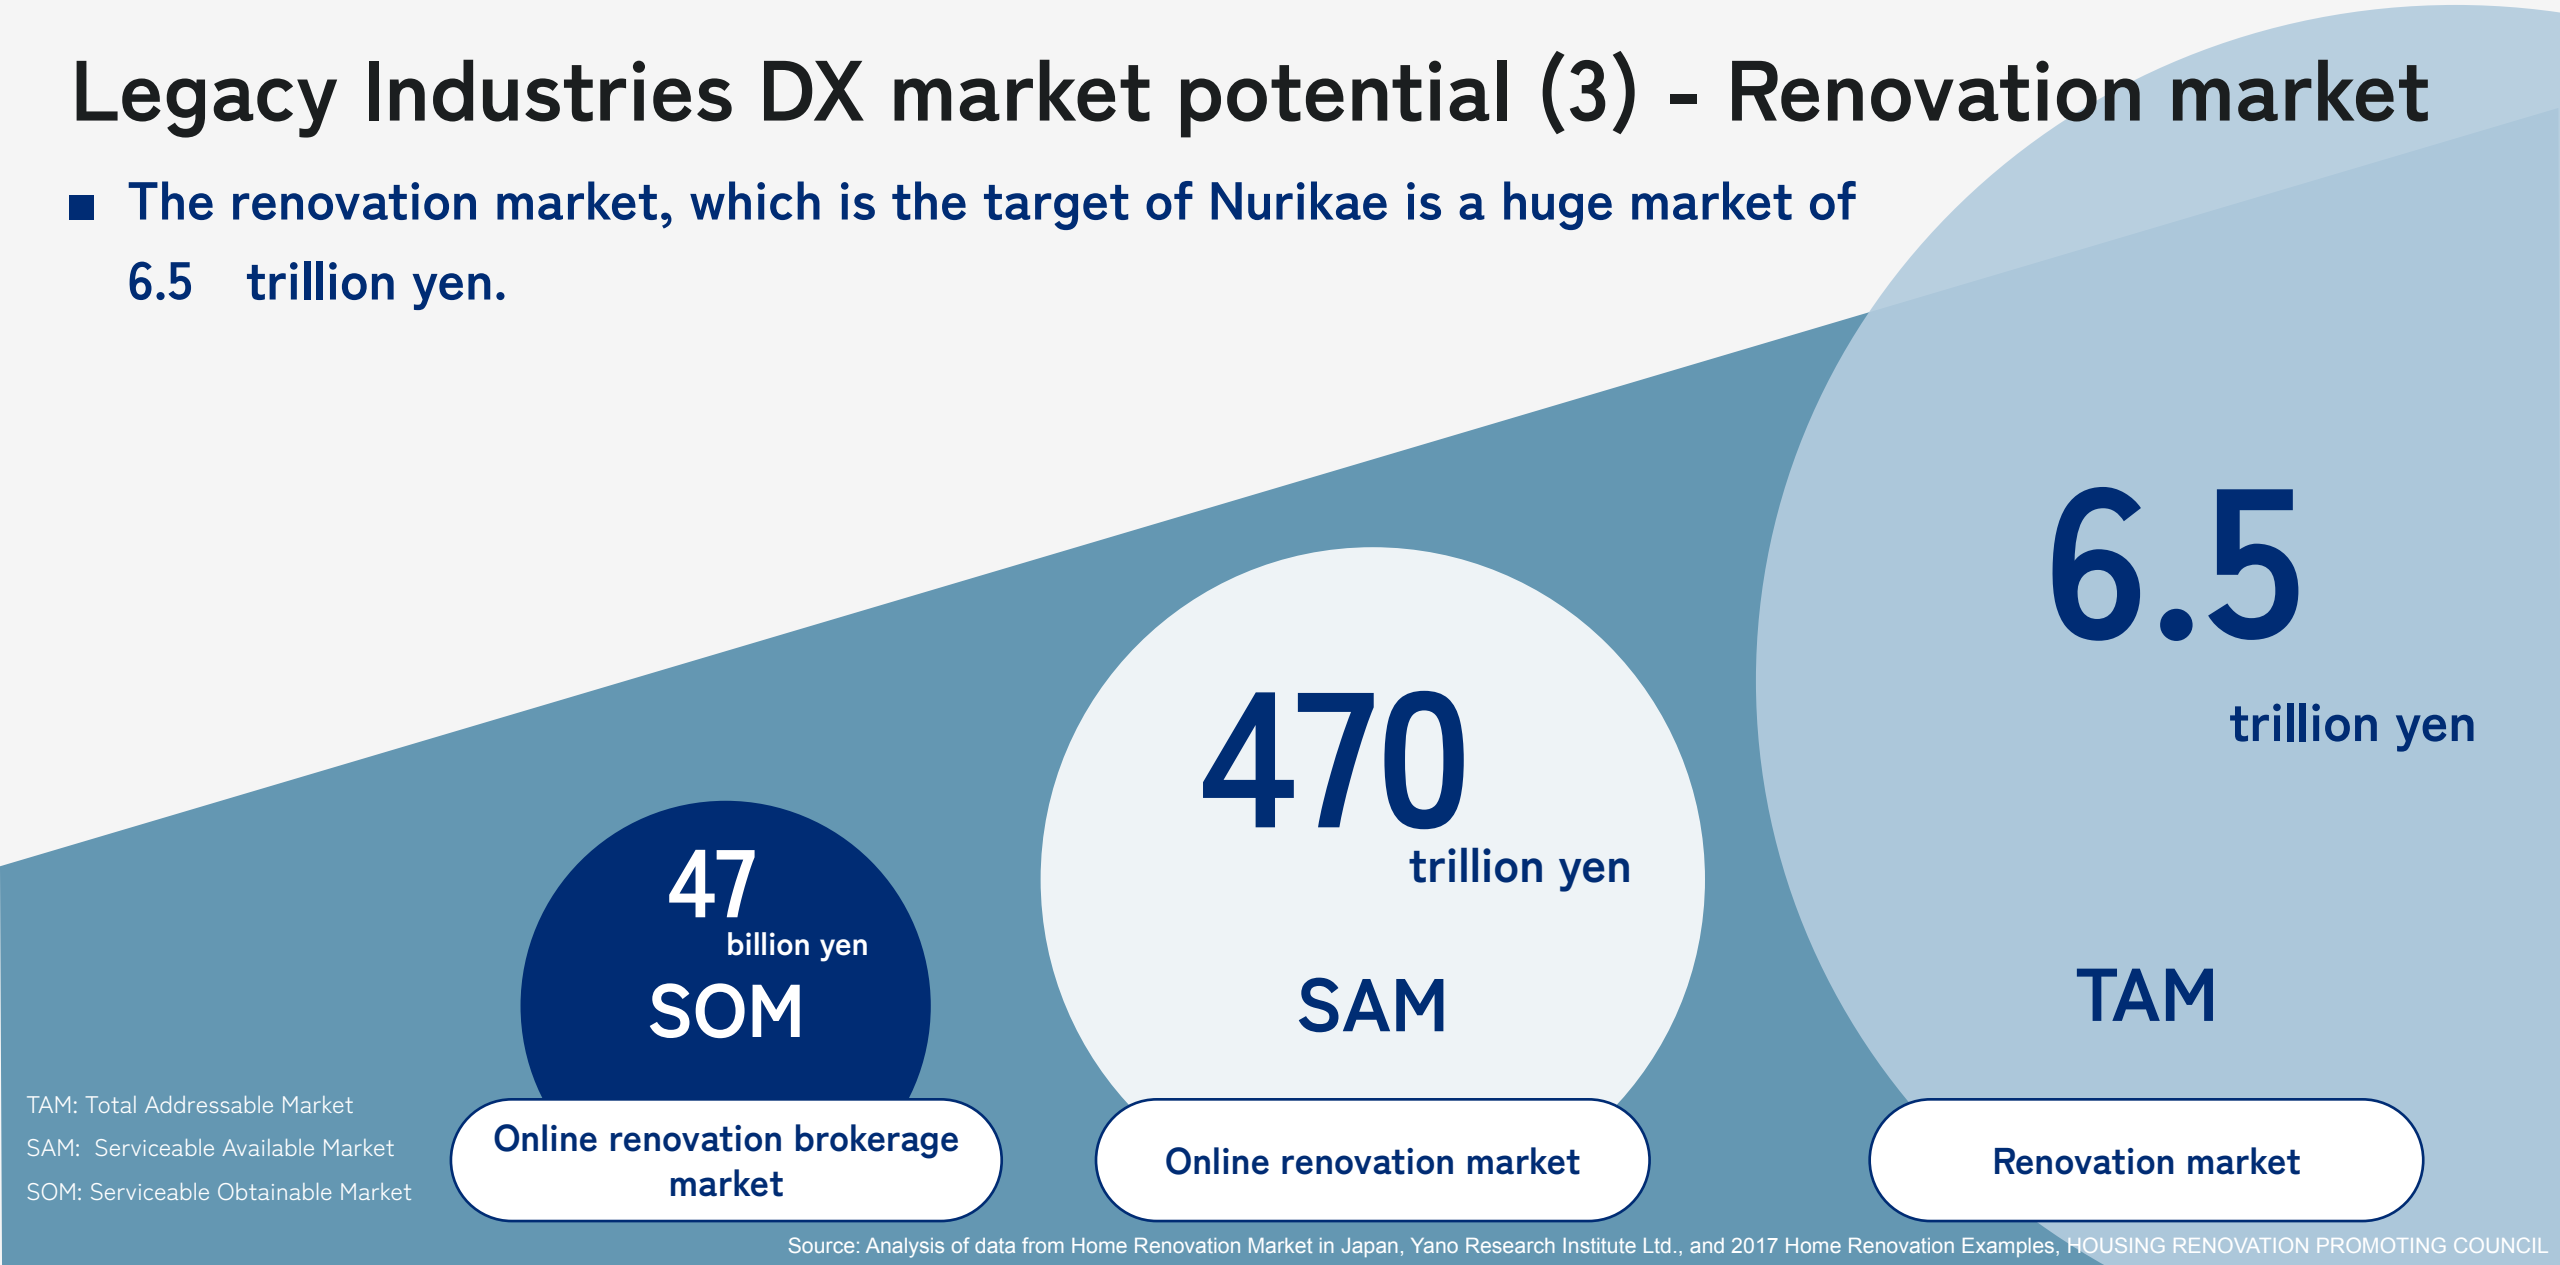 Legacy Industries DX market potential (3) - Renovation market
■ The renovation market, which is the target of Nurikae is a huge market of
6.5 trillion yen.
6.5
trillion yen
TAM
Renovation market
470
trillion yen
SAM
Online renovation market
47
billion yen
SOM
Online renovation brokerage
market
TAM: Total Addressable Market
SAM: Serviceable Available Market
SOM: Serviceable Obtainable Market
Source: Analysis of data from Home Renovation Market in Japan, Yano Research Institute Ltd., and 2017 Home Renovation Examples, HOUSING RENOVATION PROMOTING COUNCIL